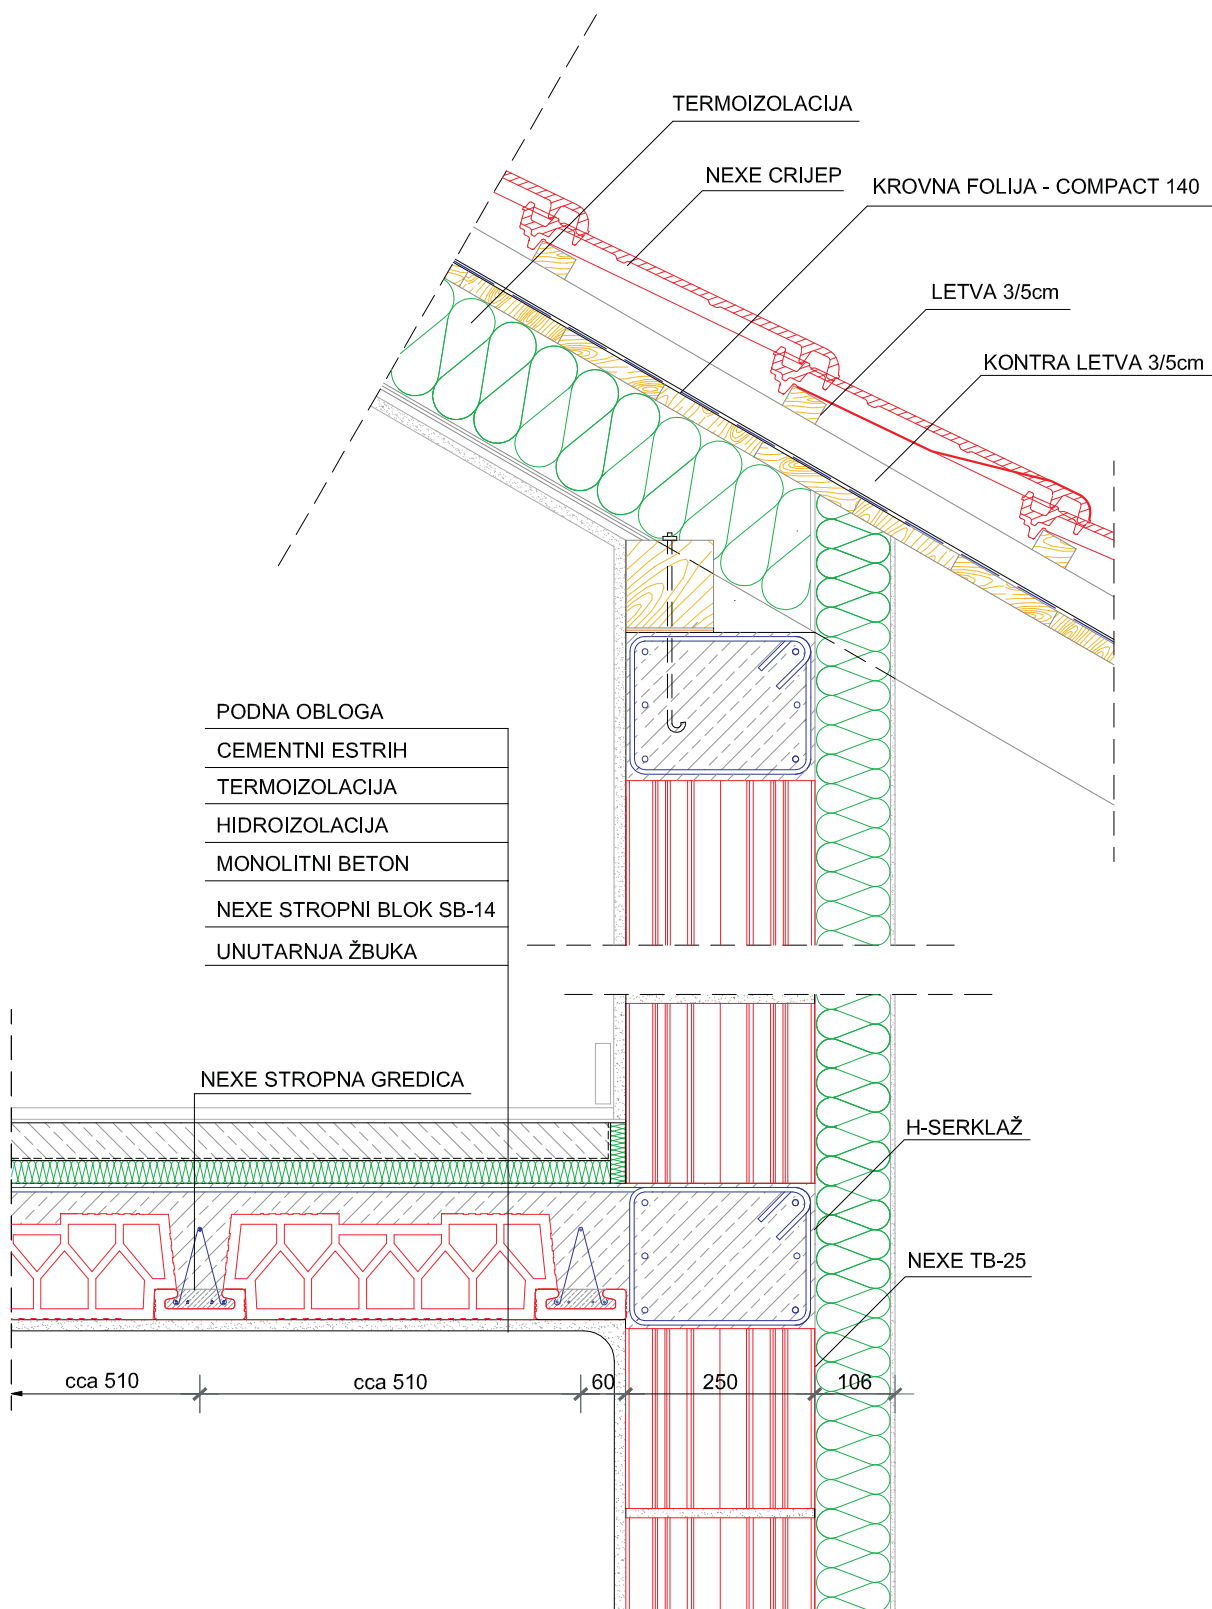 TERMOIZOLACIJA
NEXE CRIJEP
KROVNA FOLIJA - COMPACT 140
LETVA 3/5cm
KONTRA LETVA 3/5cm
PODNA OBLOGA
CEMENTNI ESTRIH
TERMOIZOLACIJA
HIDROIZOLACIJA
MONOLITNI BETON
NEXE STROPNI BLOK SB-14
UNUTARNJA ŽBUKA
NEXE STROPNA GREDICA
H-SERKLAŽ
NEXE TB-25
cca 510 cca 510 60 250 106